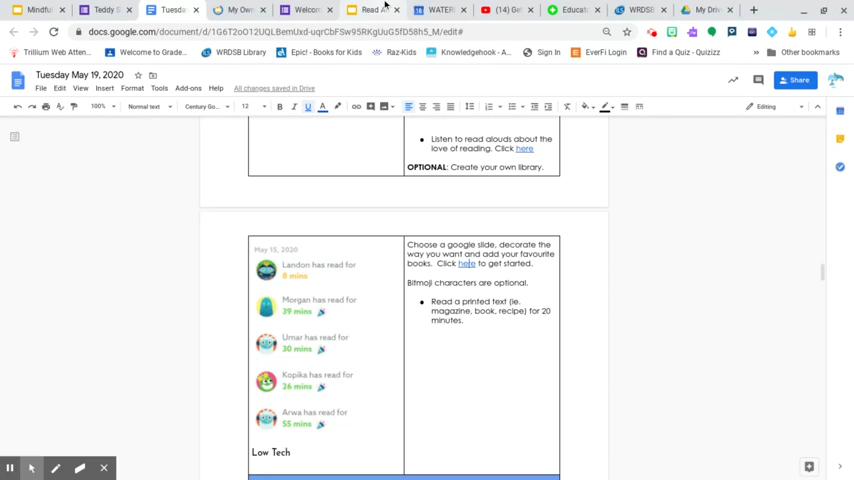 Mindful
Teddy S
Tuesday
My Own
Welcom
Read A
WATER
(14) Ge
Educat
WRDSB
My Driv
docs.google.com/document/d/1G6T2oO12UQLBemUxd-uqrCbFSw95RKgUuG5fD58h5_M/edit#
Trillium Web Atten...
Welcome to Grade...
WRDSB Library
Epic! - Books for Kids
Raz-Kids
Knowledgehook - A...
Sign In
EverFi Login
Find a Quiz - Quizizz
Other bookmarks
Tuesday May 19, 2020
File Edit View Insert Format Tools Add-ons Help All changes saved in Drive
Share
100% Normal text Century Go... 12 B I U A Editing
Listen to read alouds about the
love of reading. Click here
OPTIONAL: Create your own library.
May 15, 2020
Landon has read for
8 mins
Morgan has read for
39 mins
Umar has read for
30 mins
Kopika has read for
26 mins
Arwa has read for
55 mins
Low Tech
Choose a google slide, decorate the
way you want and add your favourite
books. Click here to get started.
Bitmoji characters are optional.
Read a printed text (ie.
magazine, book, recipe) for 20
minutes.